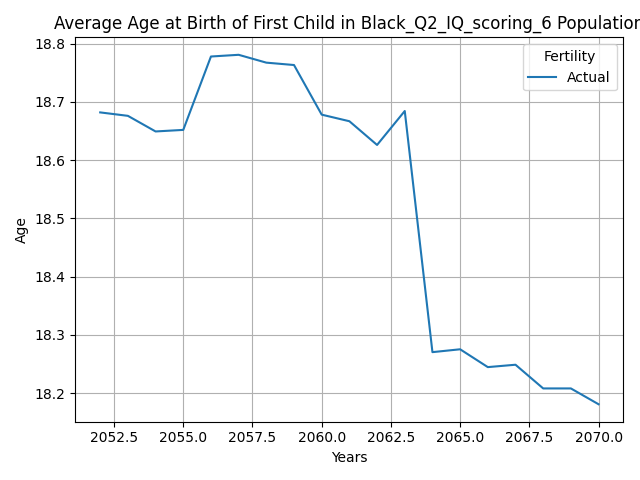 Average Age at Birth of First Child in Black_Q2_IQ_scoring_6 Population
Fertility
Actual
18.8
18.7
18.6
18.5
18.4
18.3
18.2
Age
2052.5 2055.0 2057.5 2060.0 2062.5 2065.0 2067.5 2070.0
Years